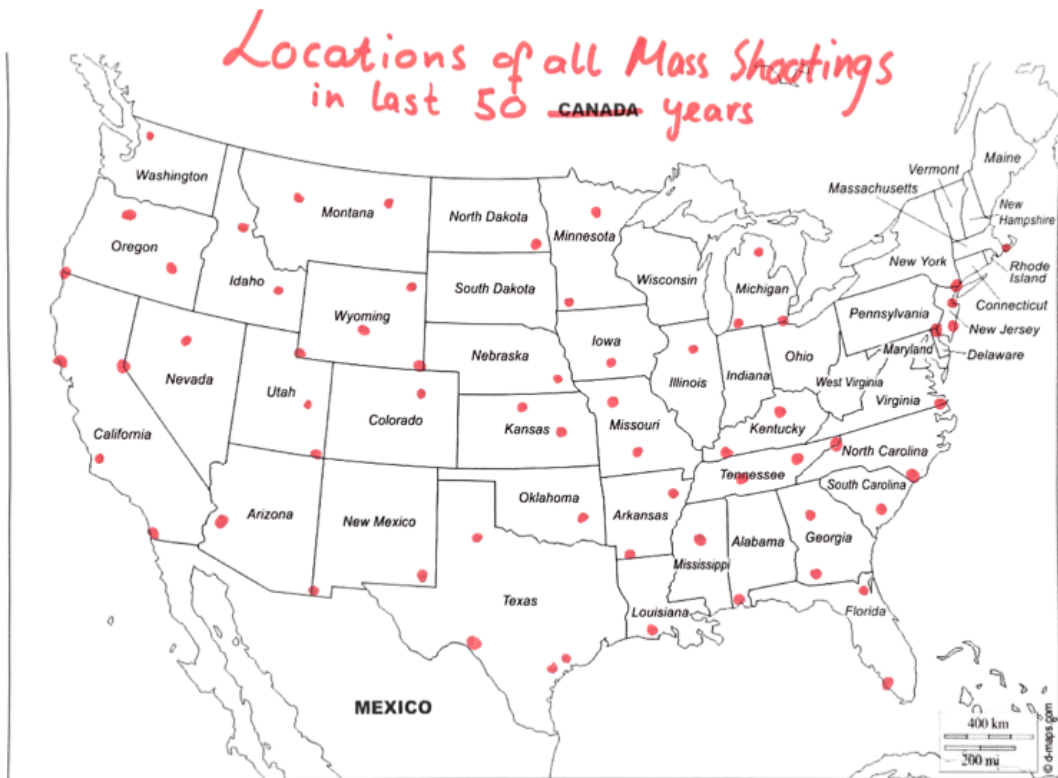 Locations of all Mass Shootings
in last 50 CANADA years
Washington
Montana
North Dakota
Minnesota
Vermont
Maine
Massachusetts
New
Hampshire
Oregon
Idaho
Wyoming
South Dakota
Wisconsin
Michigan
New York
Rhode
Island
Connecticut
Nevada
Utah
Colorado
Nebraska
Iowa
Illinois
Indiana
Ohio
Pennsylvania
New Jersey
Maryland
Delaware
West Virginia
Virginia
California
Kansas
Missouri
Kentucky
Arizona
New Mexico
Oklahoma
Arkansas
Tennessee
North Carolina
South Carolina
Texas
Louisiana
Mississippi
Alabama
Georgia
Florida
MEXICO
400 km
200 mi
© d-maps.com